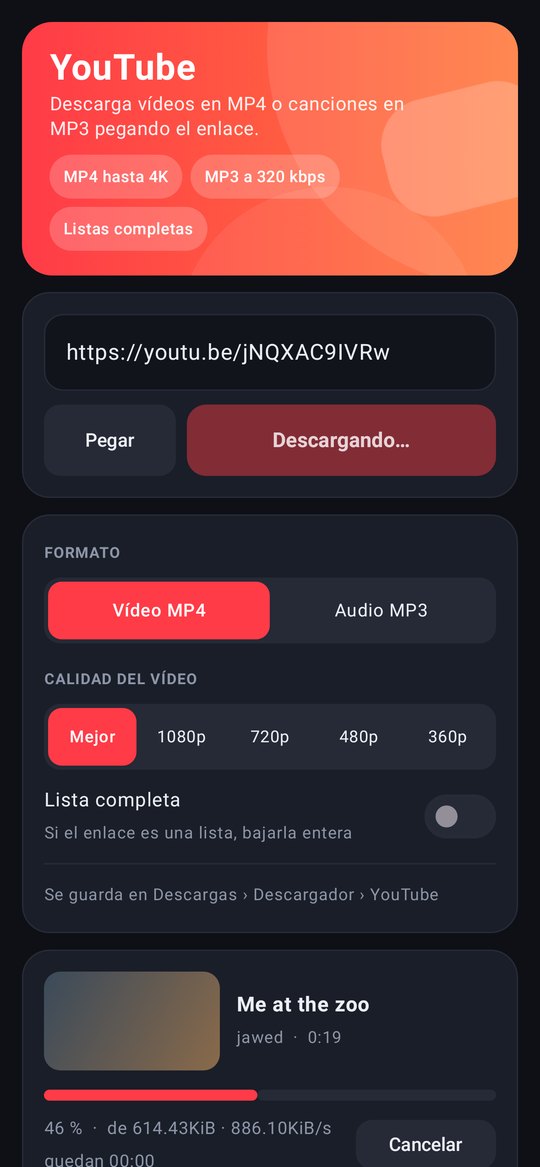 YouTube
Descarga vídeos en MP4 o canciones en
MP3 pegando el enlace.
MP4 hasta 4K
MP3 a 320 kbps
Listas completas
https://youtu.be/jNQXAC9IVRw
Pegar
Descargando...
FORMATO
Vídeo MP4
Audio MP3
CALIDAD DEL VÍDEO
Mejor
1080p
720p
480p
360p
Lista completa
Si el enlace es una lista, bajarla entera
Se guarda en Descargas › Descargador › YouTube
Me at the zoo
jawed · 0:19
46 % · de 614.43KiB · 886.10KiB/s
quedan 00:00
Cancelar